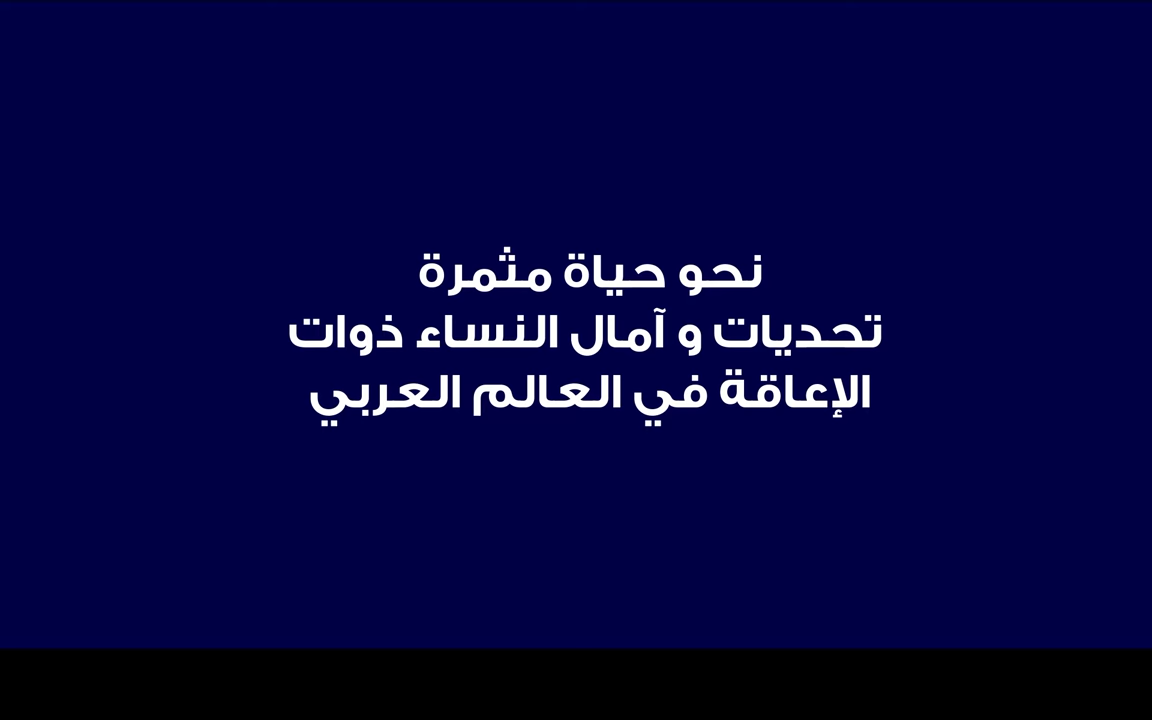 نحو حياة مثمرة
تحديات و آمال النساء ذوات
الإعاقة في العالم العربي